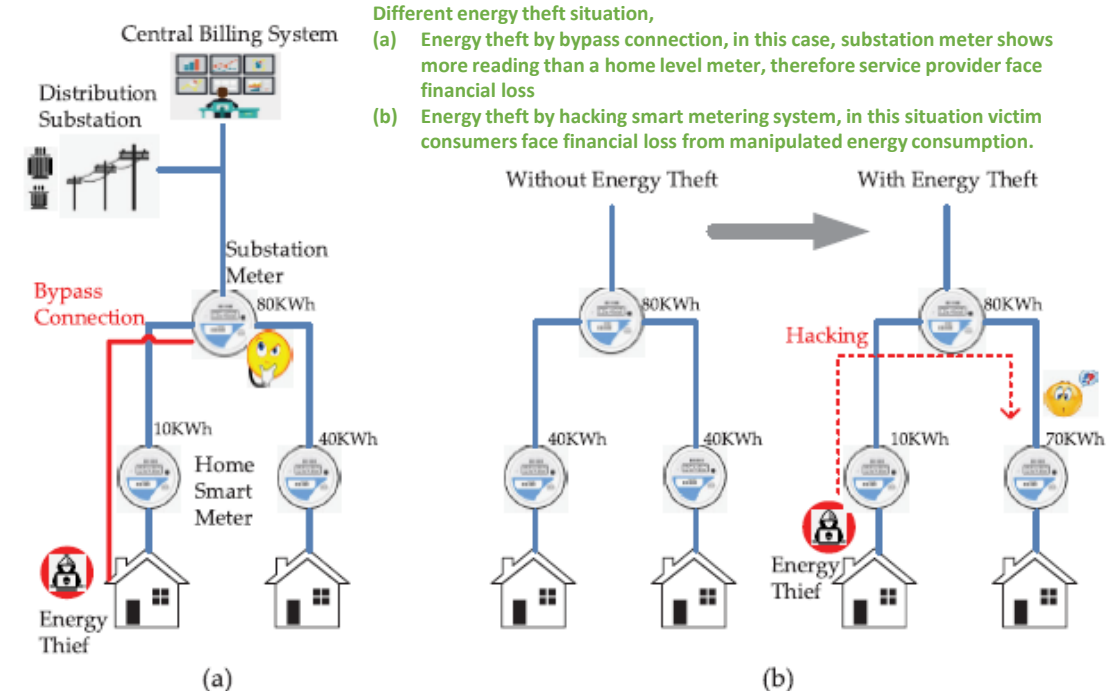 Different energy theft situation,
(a) Energy theft by bypass connection, in this case, substation meter shows
more reading than a home level meter, therefore service provider face
financial loss
(b) Energy theft by hacking smart metering system, in this situation victim
consumers face financial loss from manipulated energy consumption.
Central Billing System
Distribution
Substation
Substation
Meter
80KWh
Bypass
Connection
10KWh
40KWh
Home
Smart
Meter
Energy
Thief
(a)
Without Energy Theft
With Energy Theft
80KWh
80KWh
Hacking
40KWh
40KWh
10KWh
70KWh
Energy
Thief
(b)